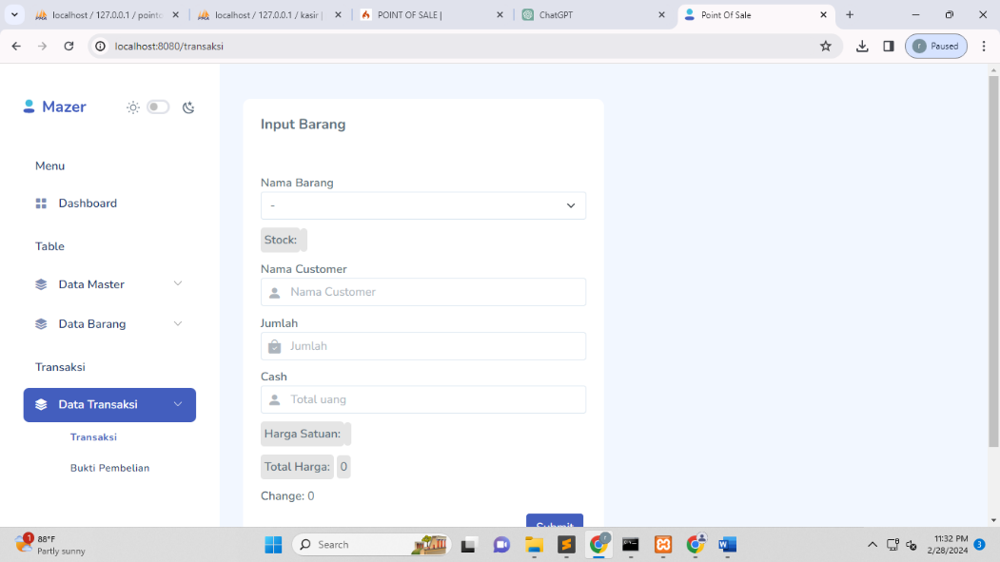 localhost / 127.0.0.1 / pointo
localhost / 127.0.0.1 / kasir |
POINT OF SALE |
ChatGPT
Point Of Sale
localhost:8080/transaksi
r Paused
Mazer
Menu
Dashboard
Table
Data Master
Data Barang
Transaksi
Data Transaksi
Transaksi
Bukti Pembelian
Input Barang
Nama Barang
-
Stock:
Nama Customer
Nama Customer
Jumlah
Jumlah
Cash
Total uang
Harga Satuan:
Total Harga: 0
Change: 0
Submit
1
88°F
Partly sunny
Search
11:32 PM
2/28/2024
3